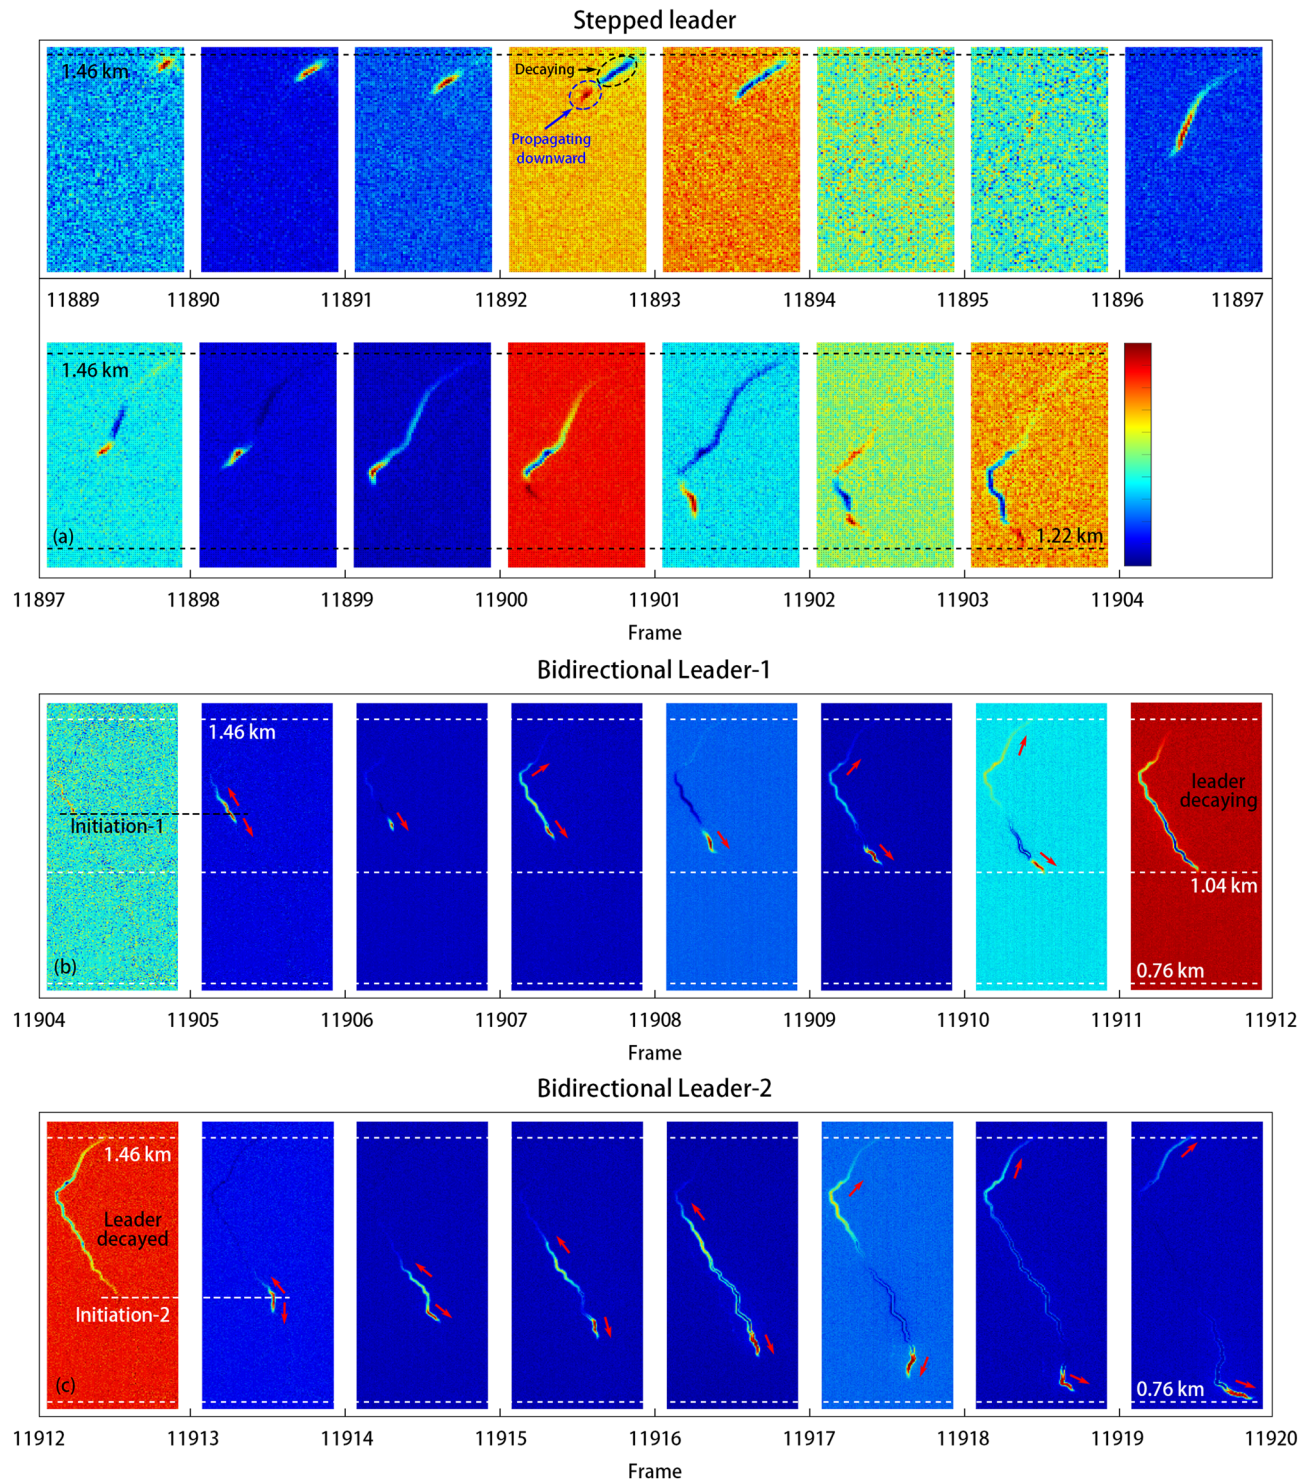 Stepped leader
1.46 km
Decaying
Propagating
downward
11889 11890 11891 11892 11893 11894 11895 11896 11897
1.46 km
(a)
1.22 km
11897 11898 11899 11900 11901 11902 11903 11904
Frame
Bidirectional Leader-1
1.46 km
leader
decaying
Initiation-1
1.04 km
(b)
0.76 km
11904 11905 11906 11907 11908 11909 11910 11911 11912
Frame
Bidirectional Leader-2
1.46 km
Leader
decayed
Initiation-2
(c)
0.76 km
11912 11913 11914 11915 11916 11917 11918 11919 11920
Frame